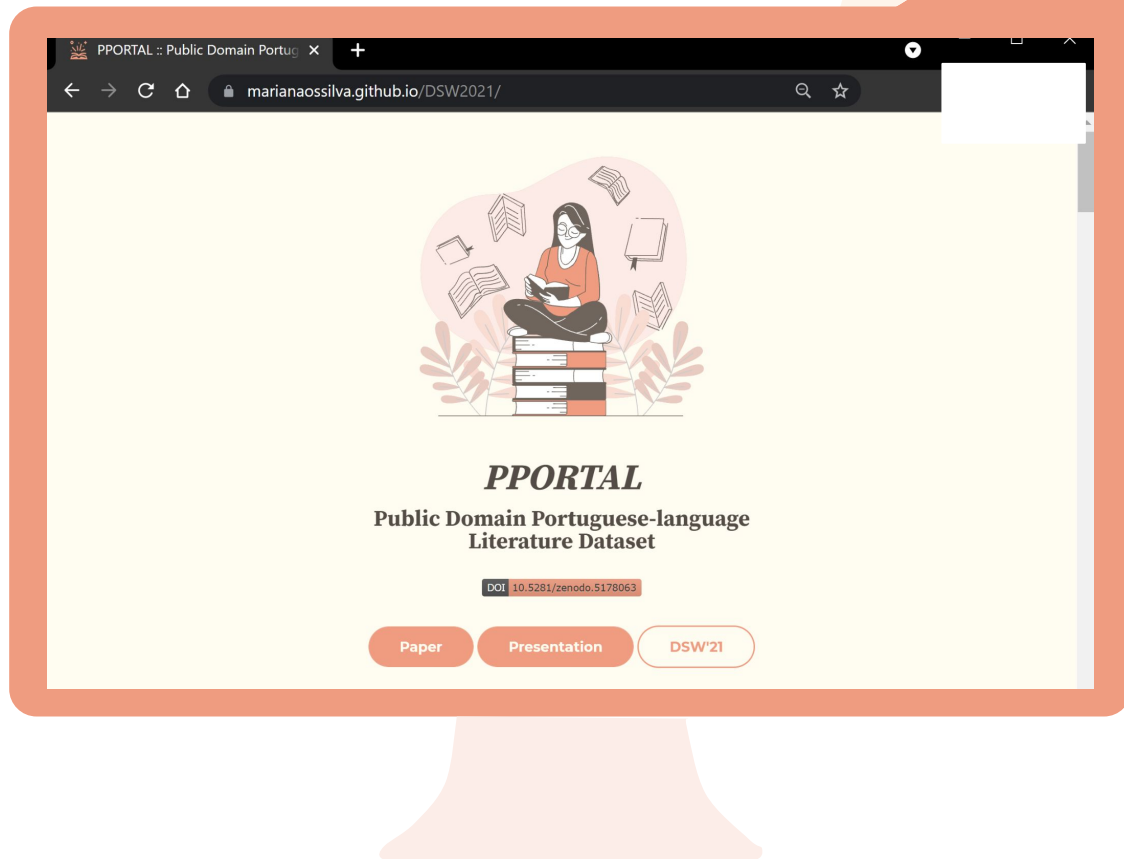 PPORTAL :: Public Domain Portug
marianaossilva.github.io/DSW2021/
PPORTAL
Public Domain Portuguese-language
Literature Dataset
DOI 10.5281/zenodo.5178063
Paper Presentation DSW'21